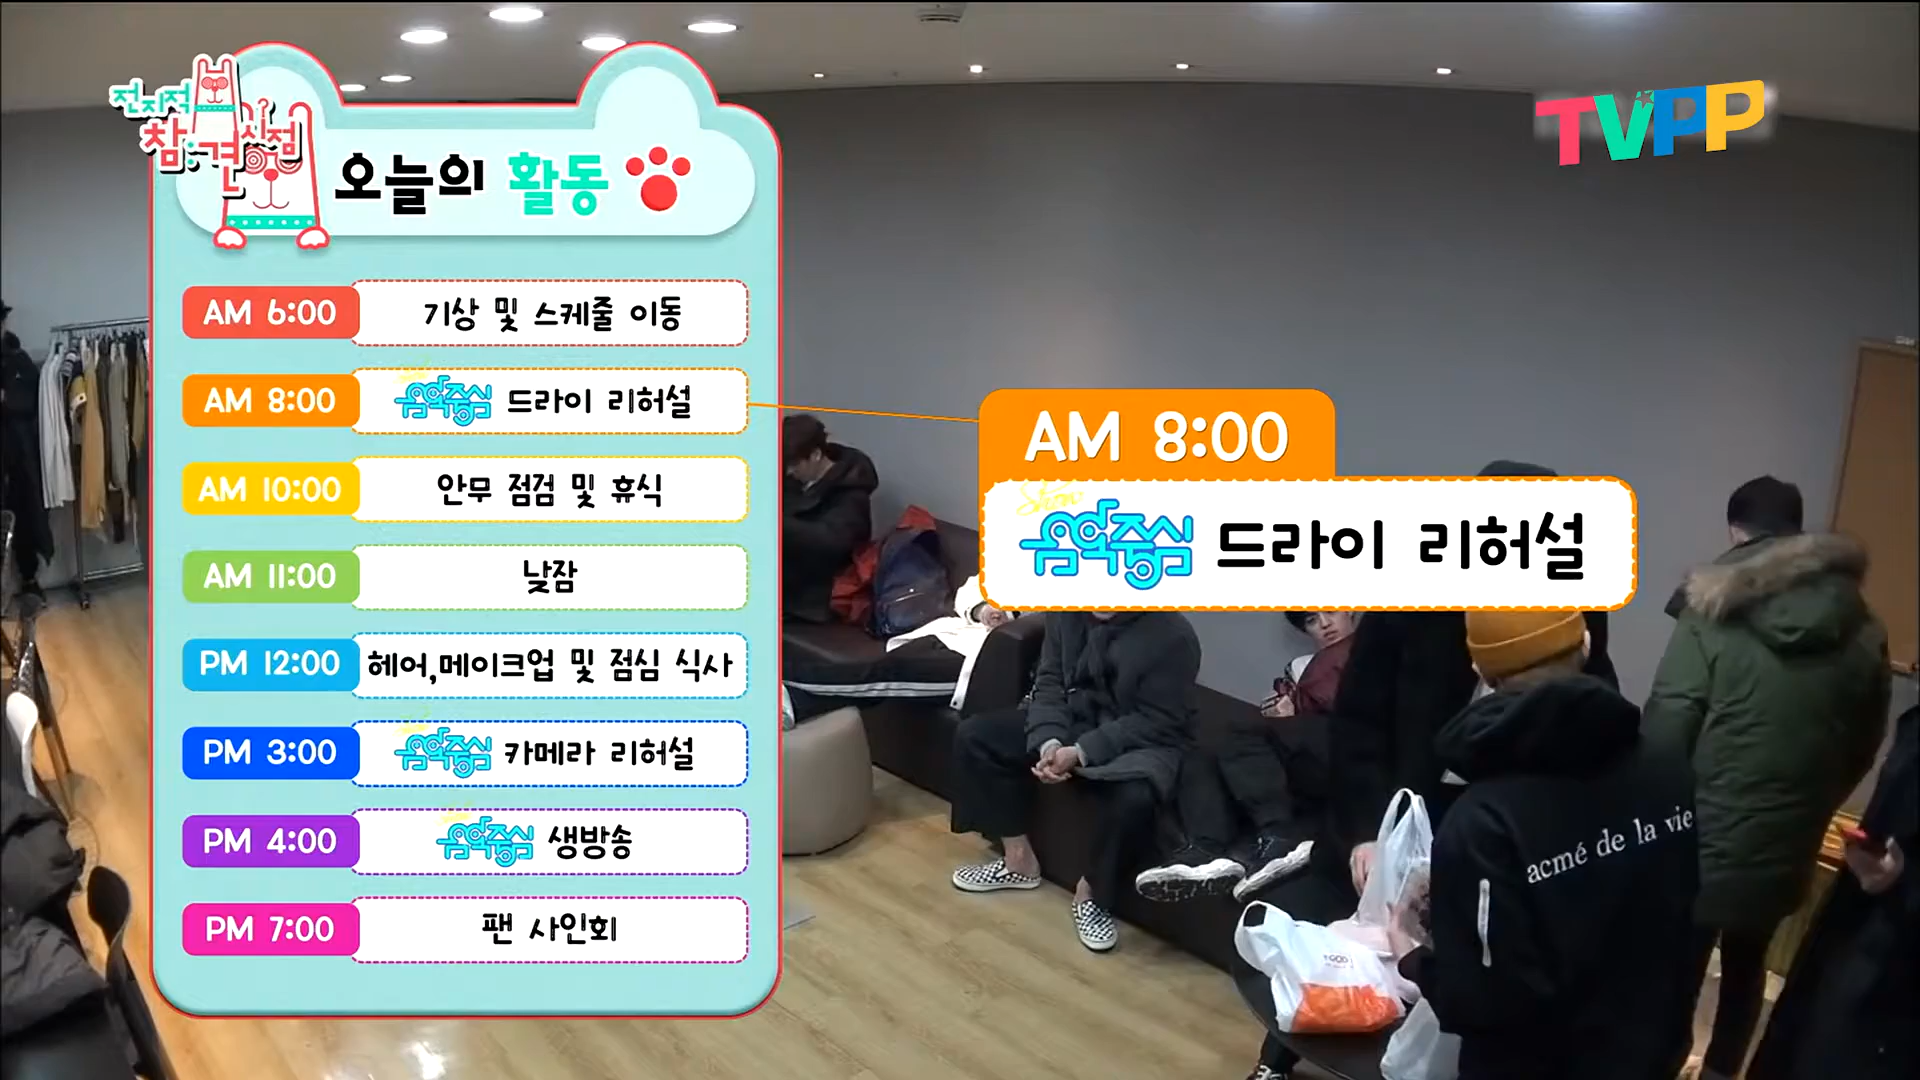 전지적
참견
시점
오늘의 활동
TVPP
AM 6:00 기상 및 스케줄 이동
AM 8:00 음악중심 드라이 리허설
AM 10:00 안무 점검 및 휴식
AM 11:00 낮잠
PM 12:00 헤어,메이크업 및 점심 식사
PM 3:00 음악중심 카메라 리허설
PM 4:00 음악중심 생방송
PM 7:00 팬 사인회
AM 8:00
Show
음악중심 드라이 리허설
acmé de la vie